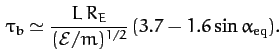 τ_b ≃ L R_E / (ℰ/m)^{1/2} (3.7 − 1.6 sin α_eq).